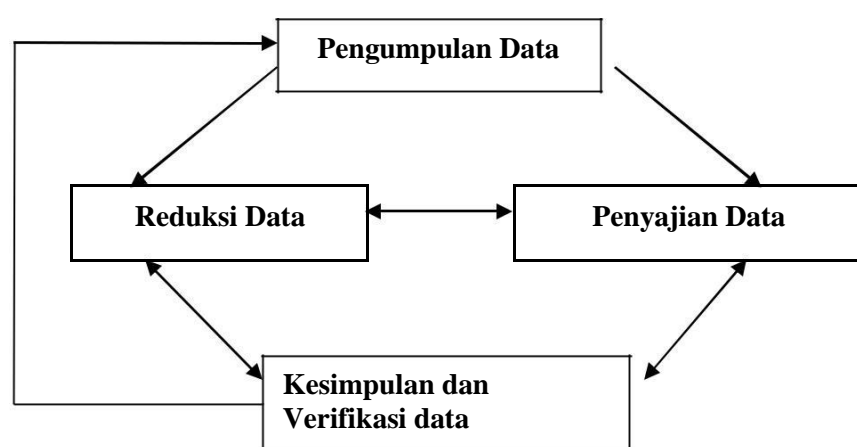 Pengumpulan Data
Reduksi Data
Penyajian Data
Kesimpulan dan
Verifikasi data